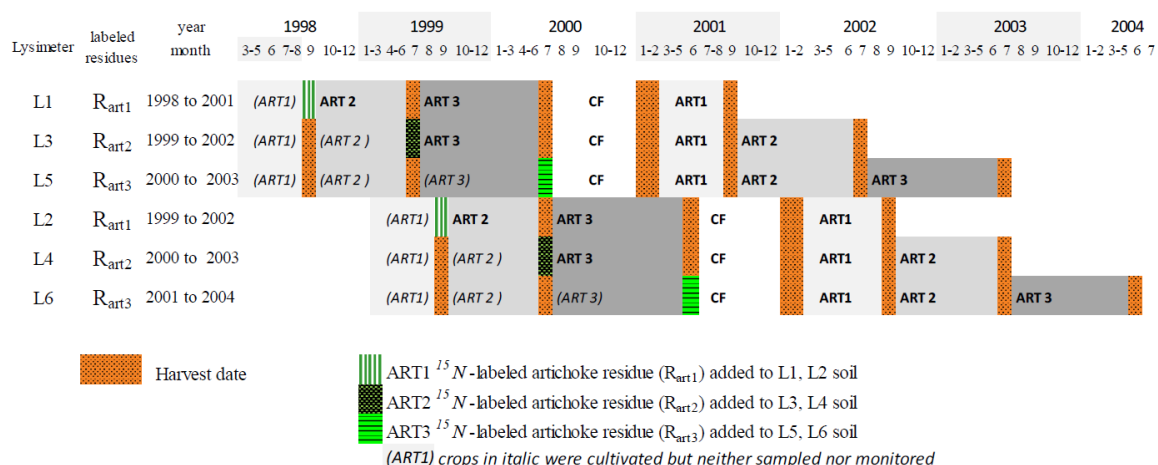 1998 1999 2000 2001 2002 2003 2004
Lysimeter labeled residues year month 3-5 6 7-8 9 10-12 1-3 4-6 7 8 9 10-12 1-3 4-6 7 8 9 10-12 1-2 3-5 6 7-8 9 10-12 1-2 3-5 6 7 8 9 10-12 1-2 3-5 6 7 8 9 10-12 1-2 3-5 6 7
L1 Rart1 1998 to 2001 (ART1) ART 2 ART 3 CF ART1
L3 Rart2 1999 to 2002 (ART1) (ART 2 ) ART 3 CF ART1 ART 2
L5 Rart3 2000 to 2003 (ART1) (ART 2 ) (ART 3) CF ART1 ART 2 ART 3
L2 Rart1 1999 to 2002 (ART1) ART 2 ART 3 CF ART1
L4 Rart2 2000 to 2003 (ART1) (ART 2 ) ART 3 CF ART1 ART 2
L6 Rart3 2001 to 2004 (ART1) (ART 2 ) (ART 3) CF ART1 ART 2 ART 3
Harvest date
ART1 15N-labeled artichoke residue (Rart1) added to L1, L2 soil
ART2 15N-labeled artichoke residue (Rart2) added to L3, L4 soil
ART3 15N-labeled artichoke residue (Rart3) added to L5, L6 soil
(ART1) crops in italic were cultivated but neither sampled nor monitored